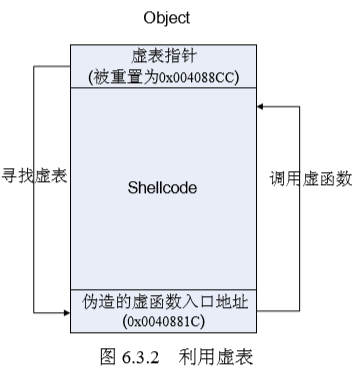 Object
虚表指针
(被重置为0x004088CC)
寻找虚表
Shellcode
调用虚函数
伪造的虚函数入口地址
(0x0040881C)
图 6.3.2 利用虚表